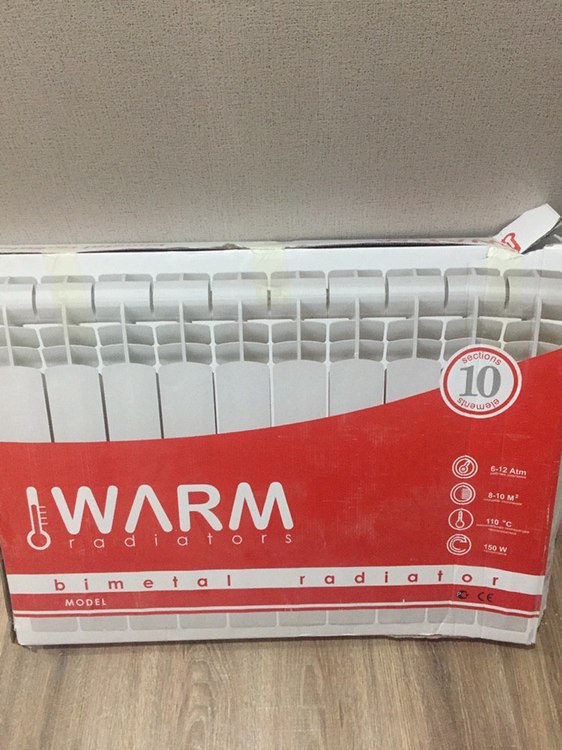 sections
10
elements
6-12 Atm
8-10 M²
110 °C
150 W
WARM
radiators
bimetal radiator
MODEL
CE